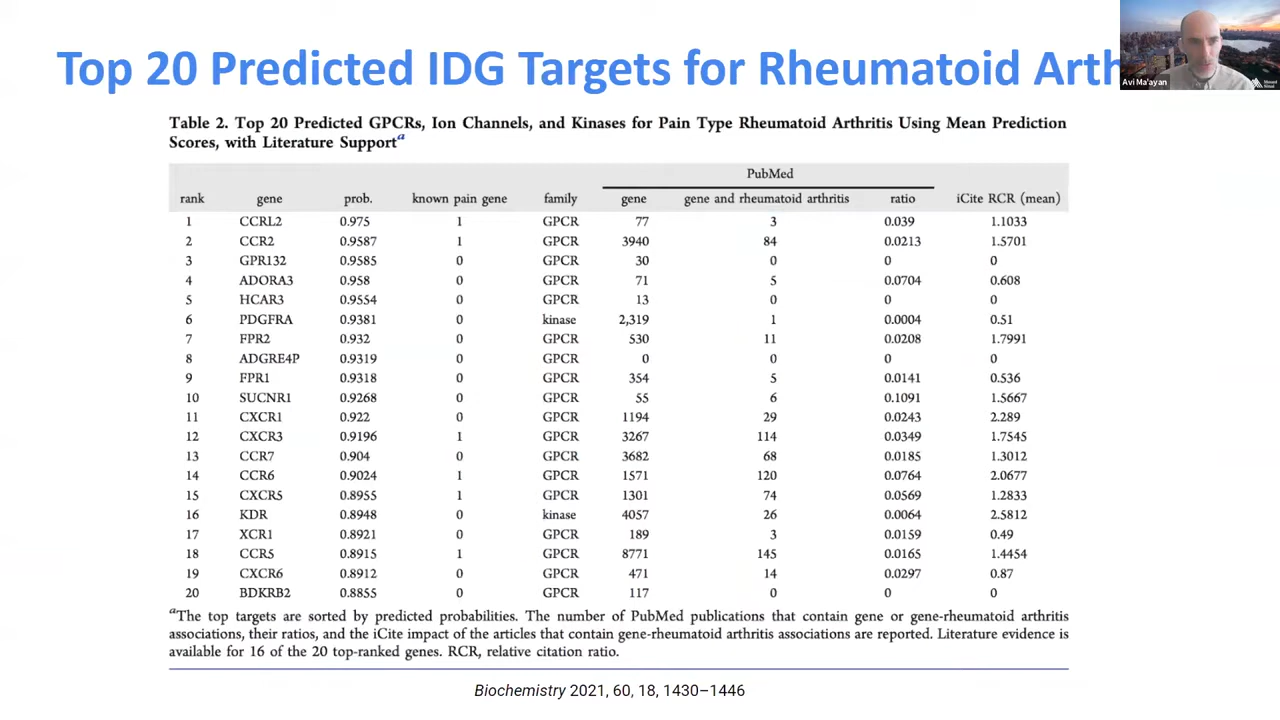 Top 20 Predicted IDG Targets for Rheumatoid Arth
Avi Ma'ayan
Mount
Sinai
Table 2. Top 20 Predicted GPCRs, Ion Channels, and Kinases for Pain Type Rheumatoid Arthritis Using Mean Prediction
Scores, with Literature Support^a
PubMed
rank gene prob. known pain gene family gene gene and rheumatoid arthritis ratio iCite RCR (mean)
1 CCRL2 0.975 1 GPCR 77 3 0.039 1.1033
2 CCR2 0.9587 1 GPCR 3940 84 0.0213 1.5701
3 GPR132 0.9585 0 GPCR 30 0 0 0
4 ADORA3 0.958 0 GPCR 71 5 0.0704 0.608
5 HCAR3 0.9554 0 GPCR 13 0 0 0
6 PDGFRA 0.9381 0 kinase 2,319 1 0.0004 0.51
7 FPR2 0.932 0 GPCR 530 11 0.0208 1.7991
8 ADGRE4P 0.9319 0 GPCR 0 0 0 0
9 FPR1 0.9318 0 GPCR 354 5 0.0141 0.536
10 SUCNR1 0.9268 0 GPCR 55 6 0.1091 1.5667
11 CXCR1 0.922 0 GPCR 1194 29 0.0243 2.289
12 CXCR3 0.9196 1 GPCR 3267 114 0.0349 1.7545
13 CCR7 0.904 0 GPCR 3682 68 0.0185 1.3012
14 CCR6 0.9024 1 GPCR 1571 120 0.0764 2.0677
15 CXCR5 0.8955 1 GPCR 1301 74 0.0569 1.2833
16 KDR 0.8948 0 kinase 4057 26 0.0064 2.5812
17 XCR1 0.8921 0 GPCR 189 3 0.0159 0.49
18 CCR5 0.8915 1 GPCR 8771 145 0.0165 1.4454
19 CXCR6 0.8912 0 GPCR 471 14 0.0297 0.87
20 BDKRB2 0.8855 0 GPCR 117 0 0 0
^aThe top targets are sorted by predicted probabilities. The number of PubMed publications that contain gene or gene-rheumatoid arthritis
associations, their ratios, and the iCite impact of the articles that contain gene-rheumatoid arthritis associations are reported. Literature evidence is
available for 16 of the 20 top-ranked genes. RCR, relative citation ratio.
Biochemistry 2021, 60, 18, 1430–1446